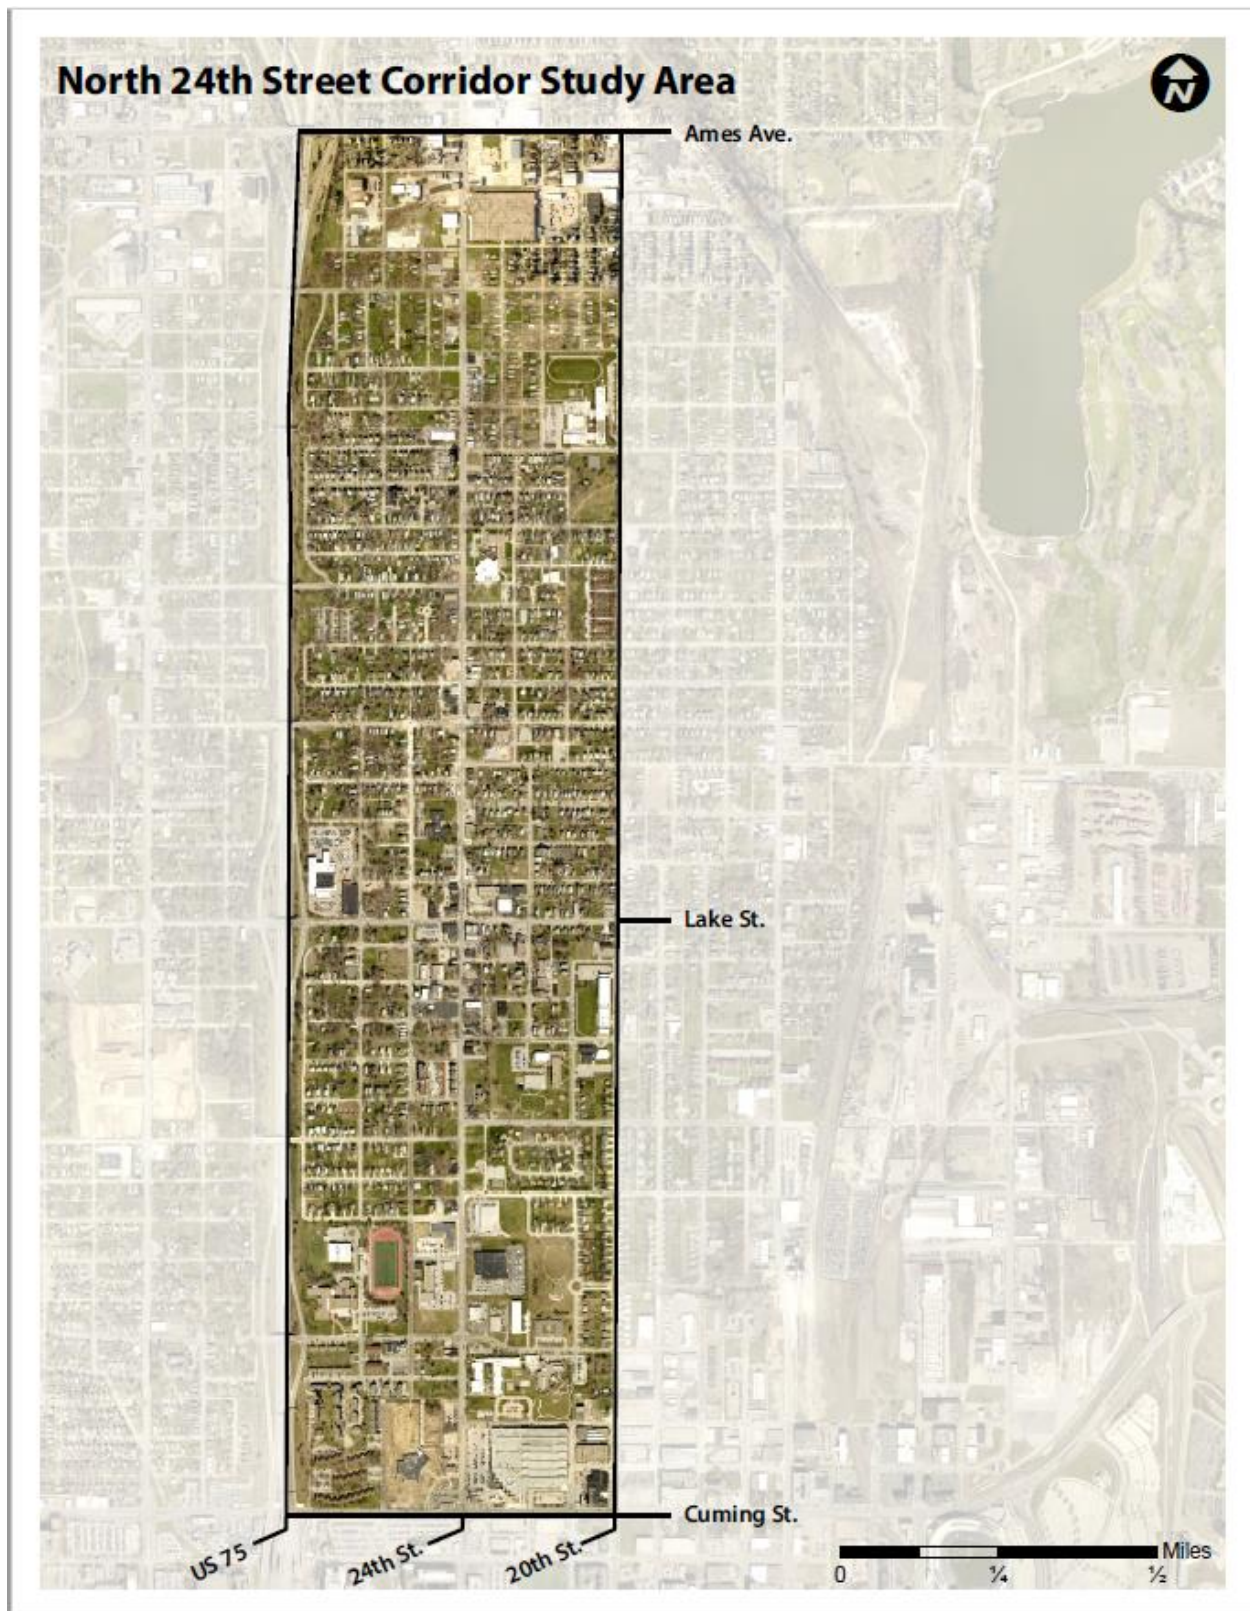 North 24th Street Corridor Study Area
N
Ames Ave.
Lake St.
Cuming St.
US 75
24th St.
20th St.
Miles
0
¼
½